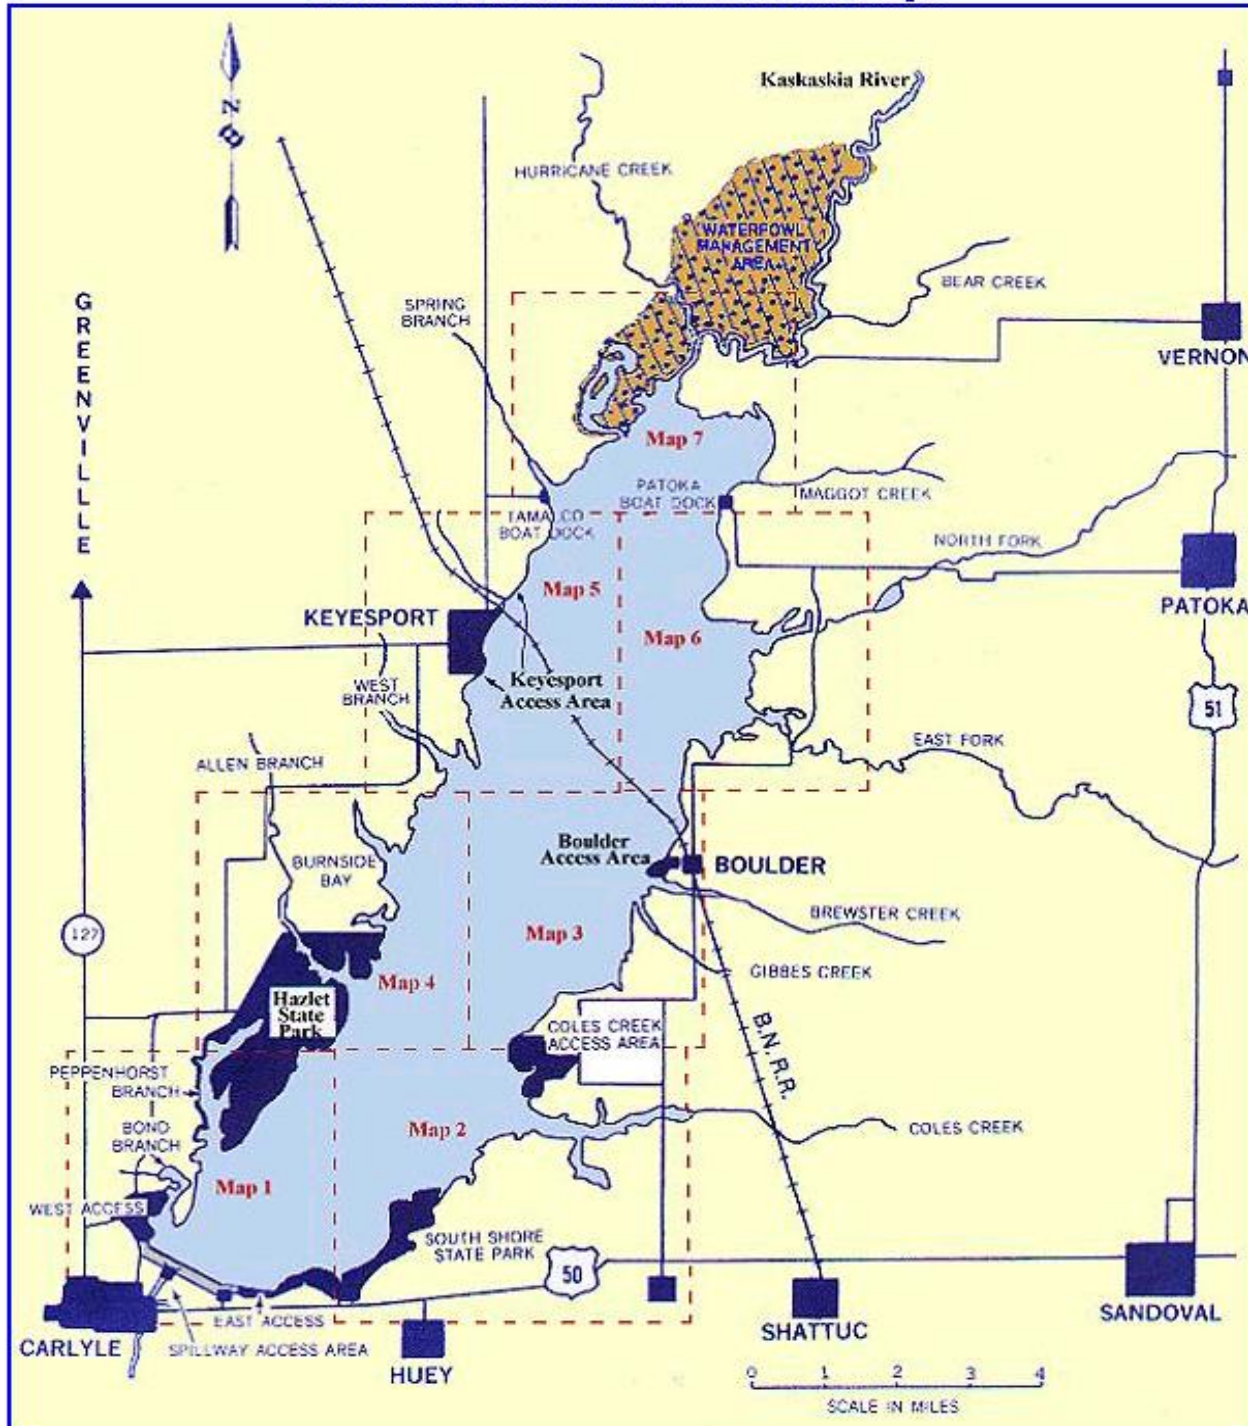 Kaskaskia River
N
HURRICANE CREEK
WATERFOWL
MANAGEMENT
AREA
BEAR CREEK
SPRING
BRANCH
GREENVILLLE
VERNON
Map 7
PATOKA
BOAT DOCK
MAGGOT CREEK
TAMALCO
BOAT DOCK
NORTH FORK
Map 5
KEYESPORT
PATOKA
Map 6
WEST
BRANCH
Keyesport
Access Area
51
EAST FORK
ALLEN BRANCH
Boulder
Access Area
BURNSIDE
BAY
BOULDER
BREWSTER CREEK
127
Map 3
GIBBES CREEK
Map 4
Hazlet
State
Park
COLES CREEK
ACCESS AREA
B.N.R.R.
PEPPENHORST
BRANCH
BOND
BRANCH
Map 2
COLES CREEK
Map 1
WEST ACCESS
SOUTH SHORE
STATE PARK
50
EAST ACCESS
SANDOVAL
SHATTUC
CARLYLE
SPILLWAY ACCESS AREA
HUEY
0 1 2 3 4
SCALE IN MILES